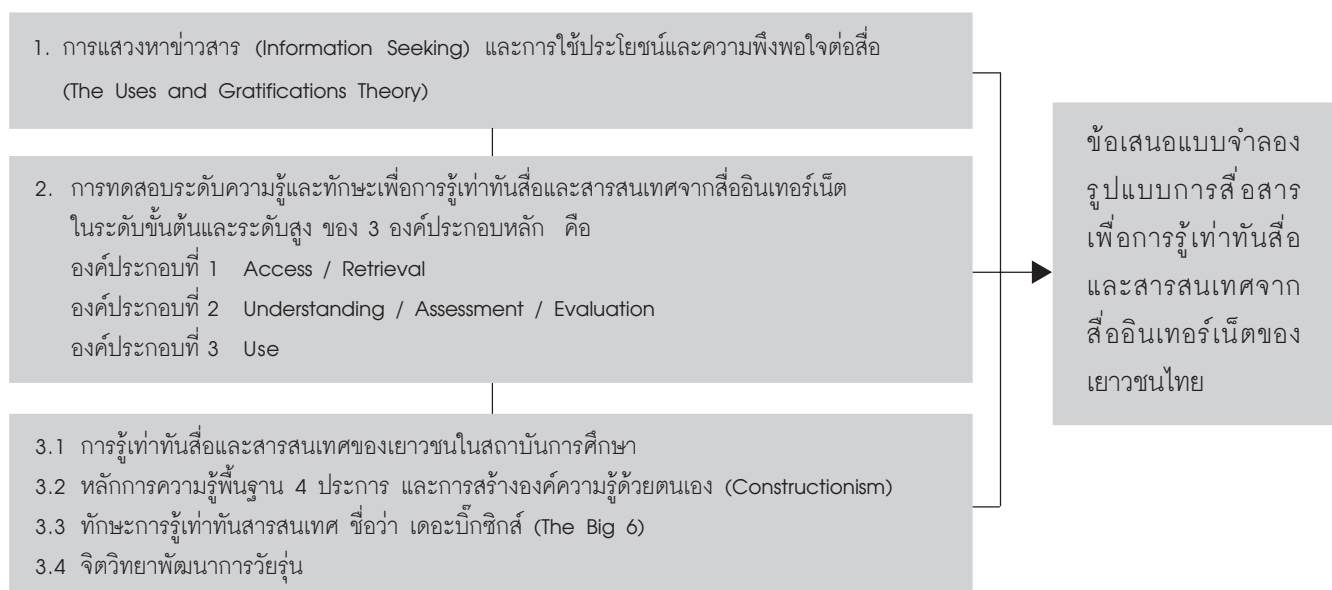 1. การแสวงหาข่าวสาร (Information Seeking) และการใช้ประโยชน์และความพึงพอใจต่อสื่อ
(The Uses and Gratifications Theory)
2. การทดสอบระดับความรู้และทักษะเพื่อการรู้เท่าทันสื่อและสารสนเทศจากสื่ออินเทอร์เน็ต
ในระดับขั้นต้นและระดับสูง ของ 3 องค์ประกอบหลัก คือ
องค์ประกอบที่ 1 Access / Retrieval
องค์ประกอบที่ 2 Understanding / Assessment / Evaluation
องค์ประกอบที่ 3 Use
3.1 การรู้เท่าทันสื่อและสารสนเทศของเยาวชนในสถาบันการศึกษา
3.2 หลักการความรู้พื้นฐาน 4 ประการ และการสร้างองค์ความรู้ด้วยตนเอง (Constructionism)
3.3 ทักษะการรู้เท่าทันสารสนเทศ ชื่อว่า เดอะบิ๊กซิกส์ (The Big 6)
3.4 จิตวิทยาพัฒนาการวัยรุ่น
ข้อเสนอแบบจำลอง
รูปแบบการสื่อสาร
เพื่อการรู้เท่าทันสื่อ
และสารสนเทศจาก
สื่ออินเทอร์เน็ตของ
เยาวชนไทย